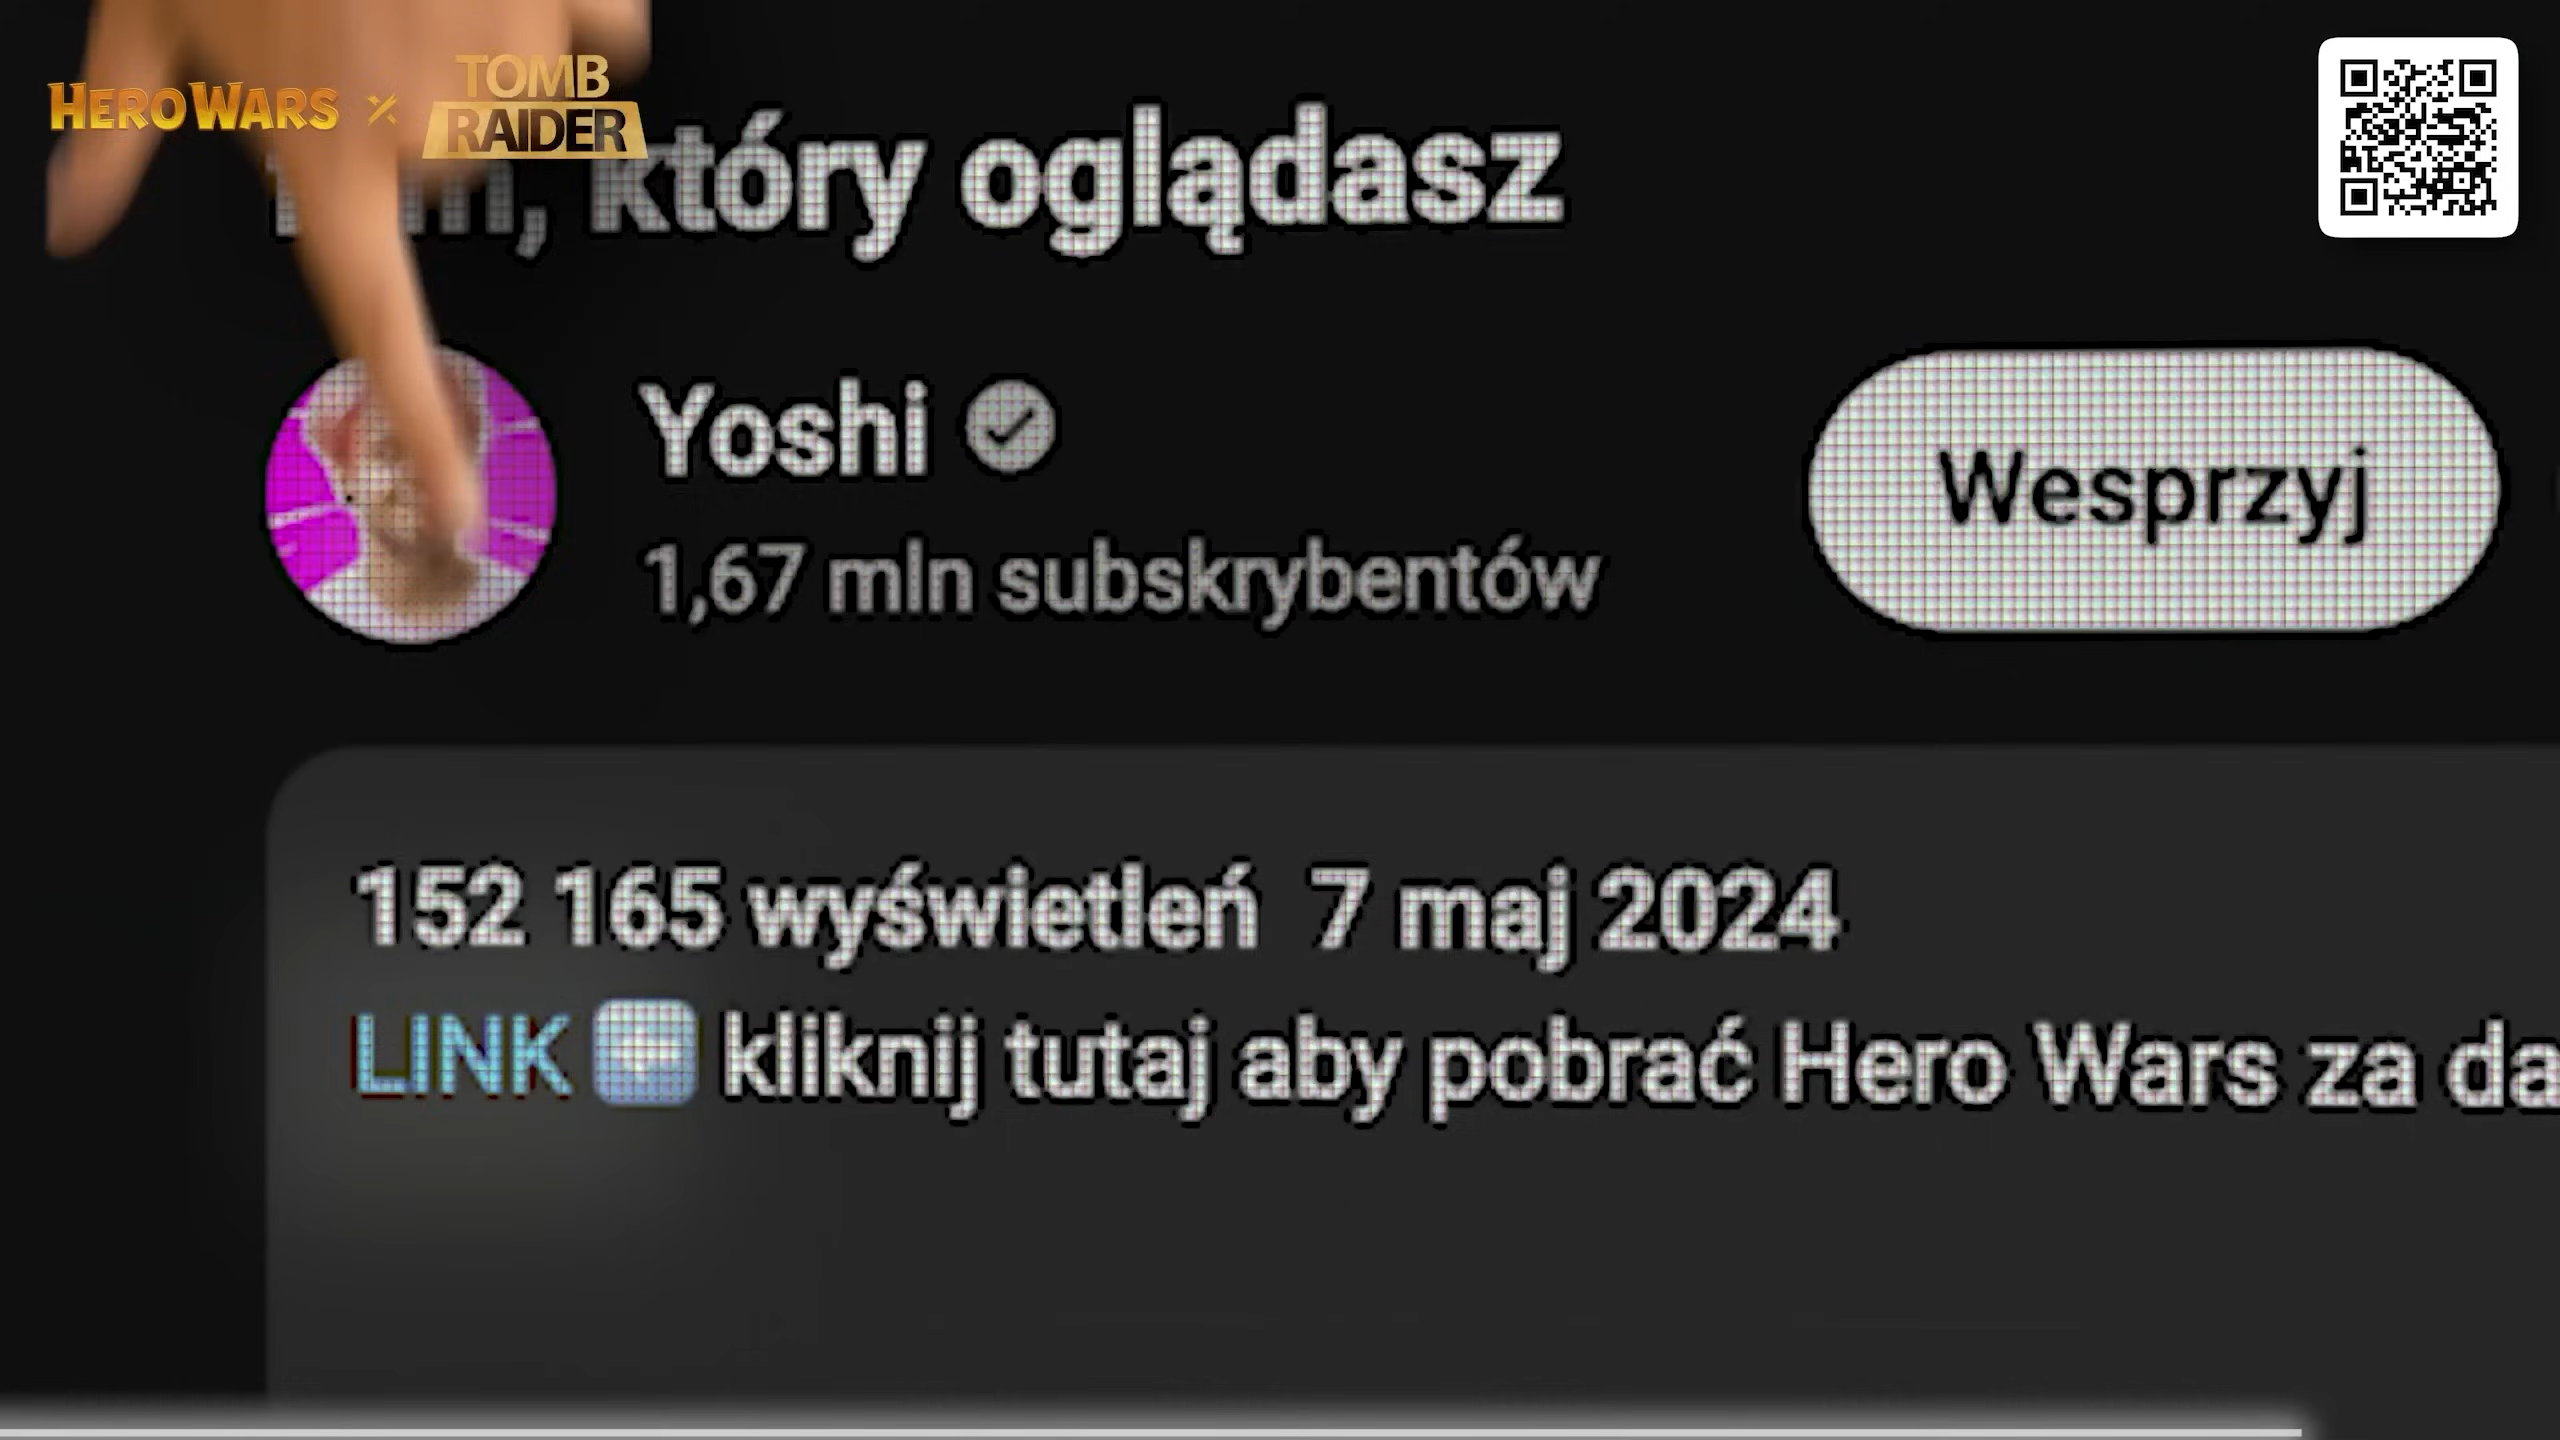 HERO WARS x TOMB RAIDER
który oglądasz
Yoshi
Wesprzyj
1,67 mln subskrybentów
152 165 wyświetleń 7 maj 2024
LINK kliknij tutaj aby pobrać Hero Wars za